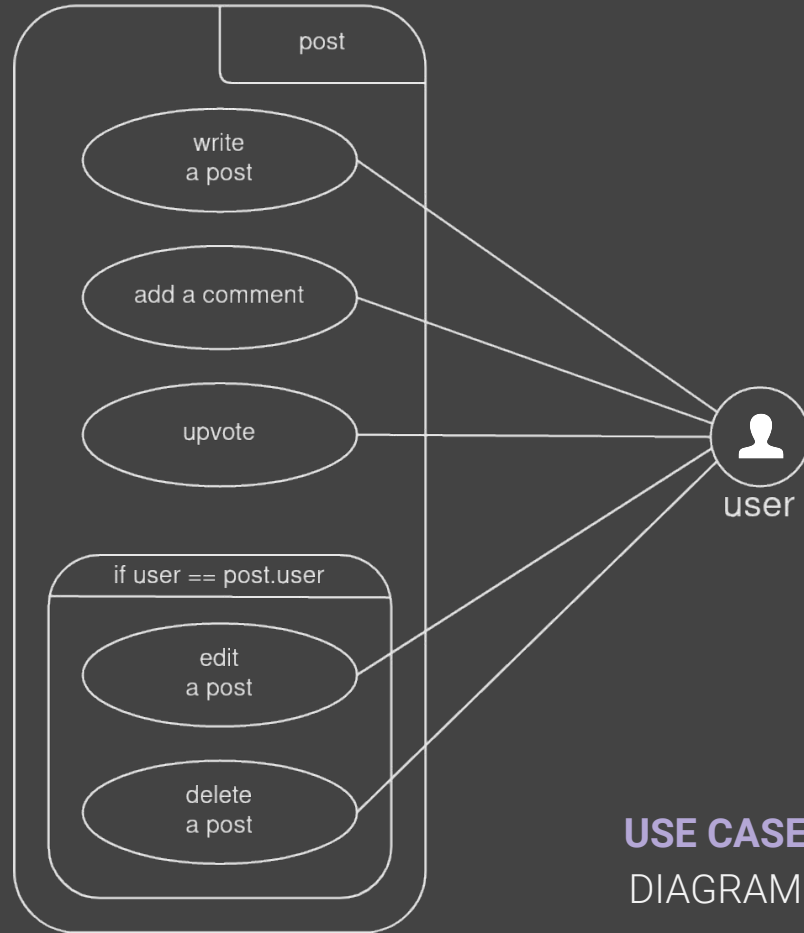 post
write
a post
add a comment
upvote
user
if user == post.user
edit
a post
delete
a post
USE CASE
DIAGRAM